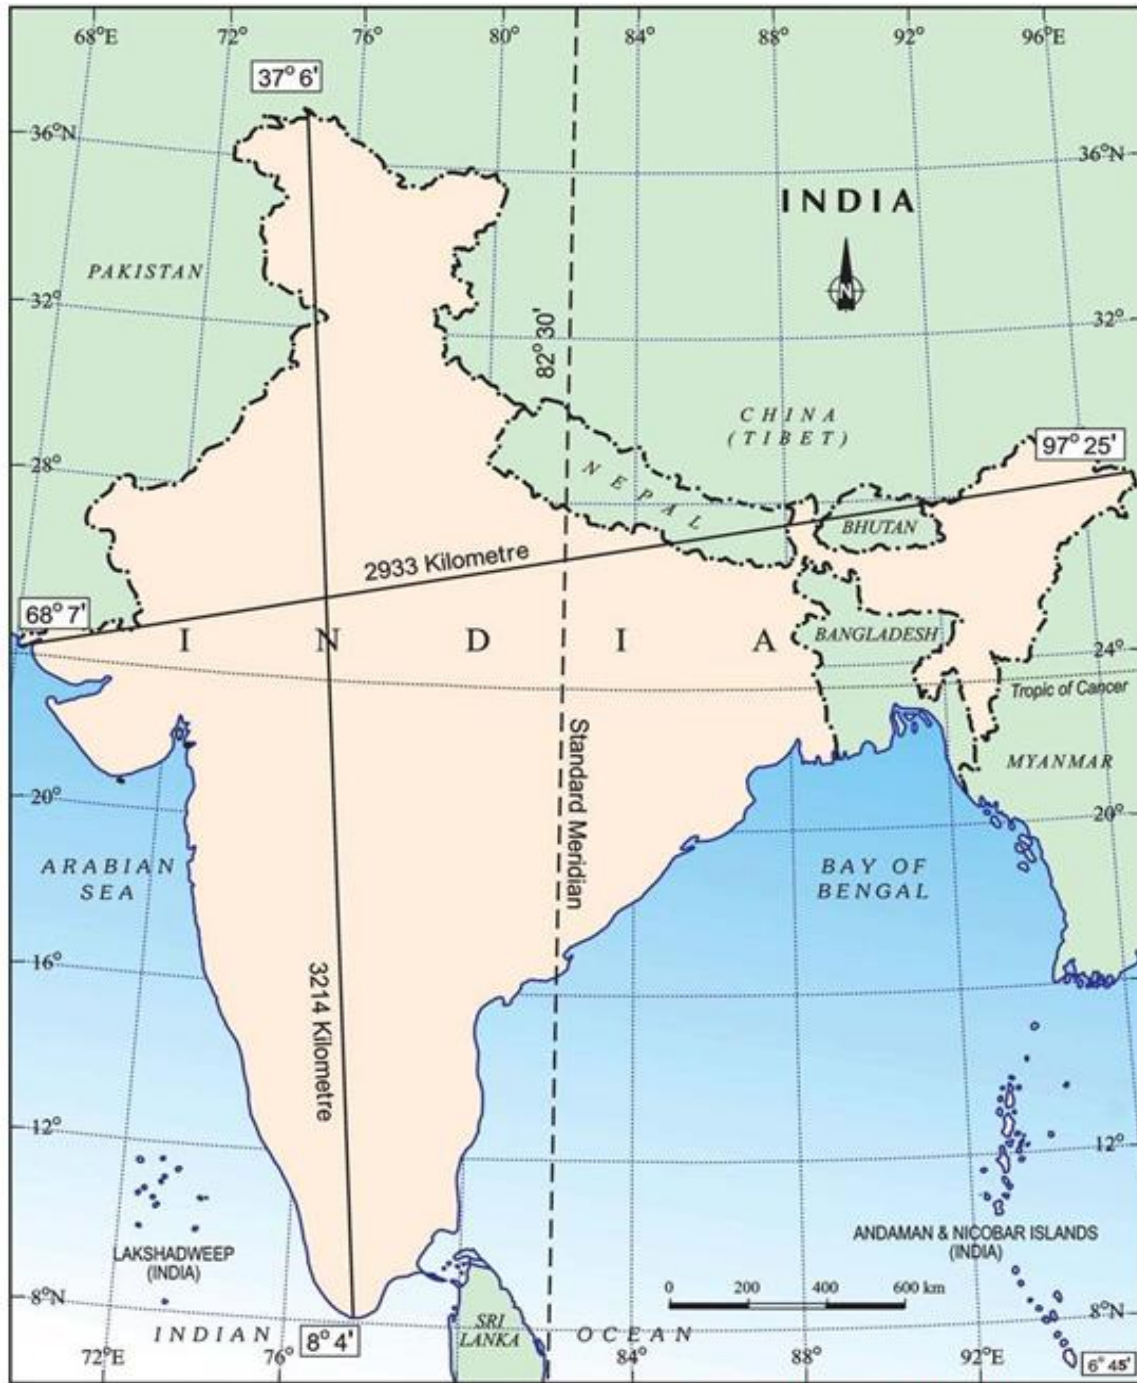 68°E 72° 76° 80° 84° 88° 92° 96°E
37° 6'
36°N
36°N
INDIA
PAKISTAN
N
32°
32°
82° 30'
CHINA
(TIBET)
97° 25'
28°
NEPAL
BHUTAN
2933 Kilometre
68° 7'
I N D I A
BANGLADESH
24°
Tropic of Cancer
Standard Meridian
MYANMAR
20°
20°
ARABIAN
SEA
BAY OF
BENGAL
16°
3214 Kilometre
12°
12°
LAKSHADWEEP
(INDIA)
ANDAMAN & NICOBAR ISLANDS
(INDIA)
0 200 400 600 km
8°N
8°N
INDIAN OCEAN
8° 4'
SRI
LANKA
6° 45'
72°E 76° 84° 88° 92°E